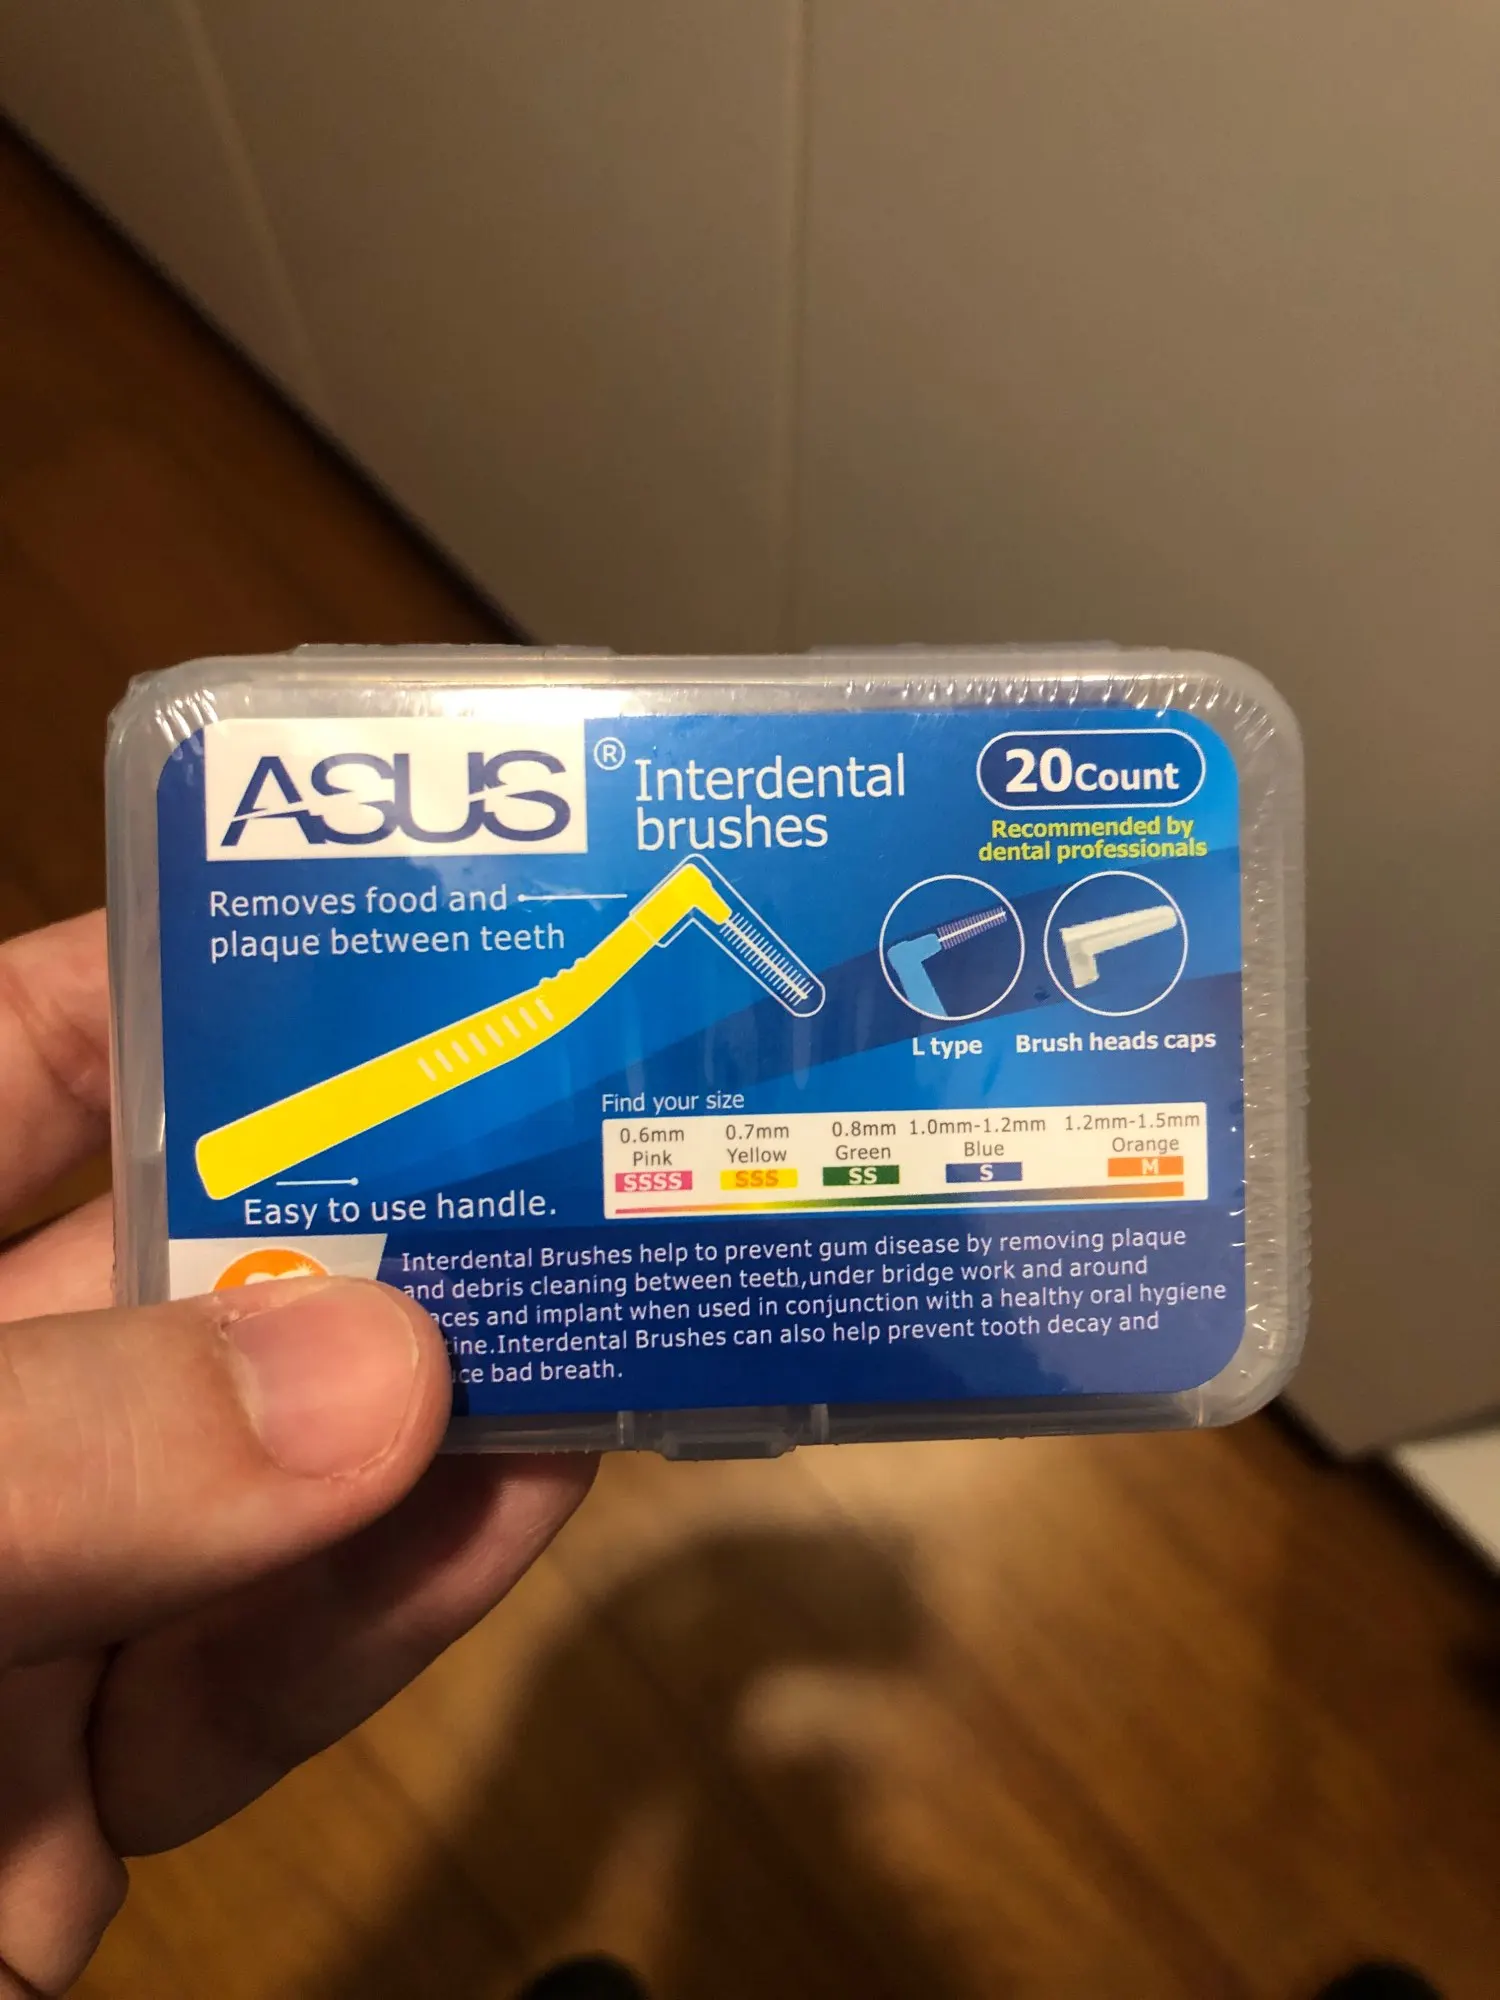 ASUS ®
Interdental
brushes
20Count
Recommended by
dental professionals
Removes food and
plaque between teeth
L type
Brush heads caps
Find your size
0.6mm 0.7mm 0.8mm 1.0mm-1.2mm 1.2mm-1.5mm
Pink Yellow Green Blue Orange
SSSS SSS SS S M
Easy to use handle.
Interdental Brushes help to prevent gum disease by removing plaque
and debris cleaning between teeth,under bridge work and around
and implant when used in conjunction with a healthy oral hygiene
Interdental Brushes can also help prevent tooth decay and
bad breath.